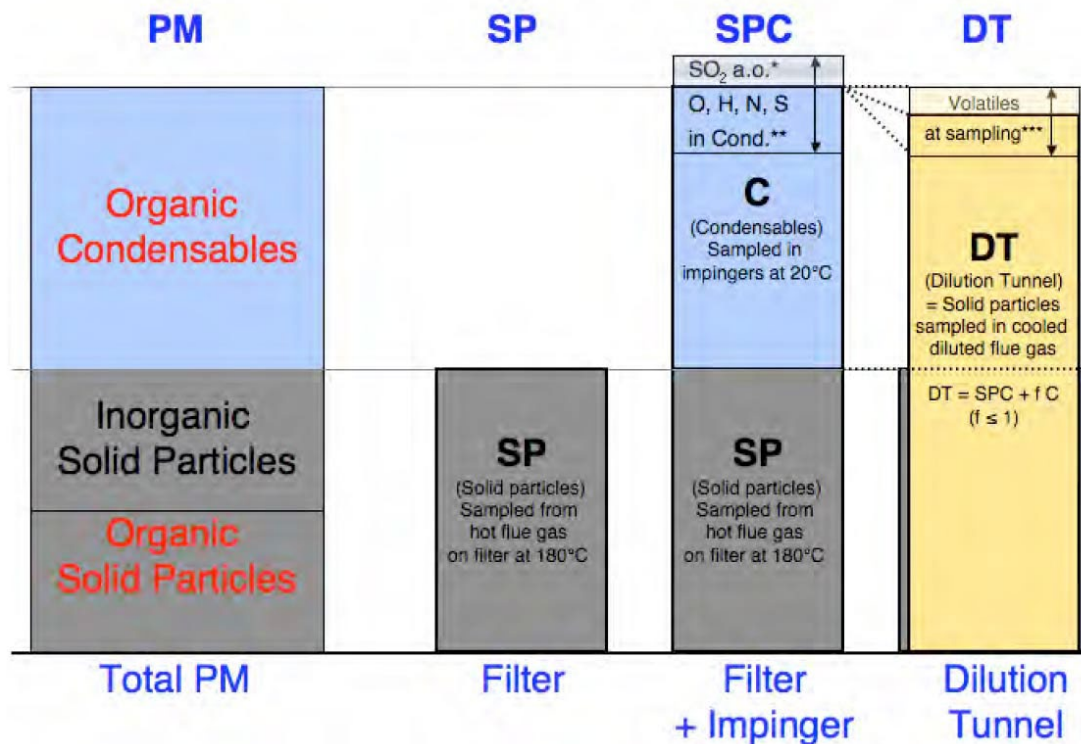 PM
SP
SPC
DT
Organic
Condensables
Inorganic
Solid Particles
Organic
Solid Particles
SP
(Solid particles)
Sampled from
hot flue gas
on filter at 180°C
SO₂ a.o.*
O, H, N, S
in Cond.**
C
(Condensables)
Sampled in
impingers at 20°C
SP
(Solid particles)
Sampled from
hot flue gas
on filter at 180°C
Volatiles
at sampling***
DT
(Dilution Tunnel)
= Solid particles
sampled in cooled
diluted flue gas
DT = SPC + f C
(f ≤ 1)
Total PM
Filter
Filter
+ Impinger
Dilution
Tunnel